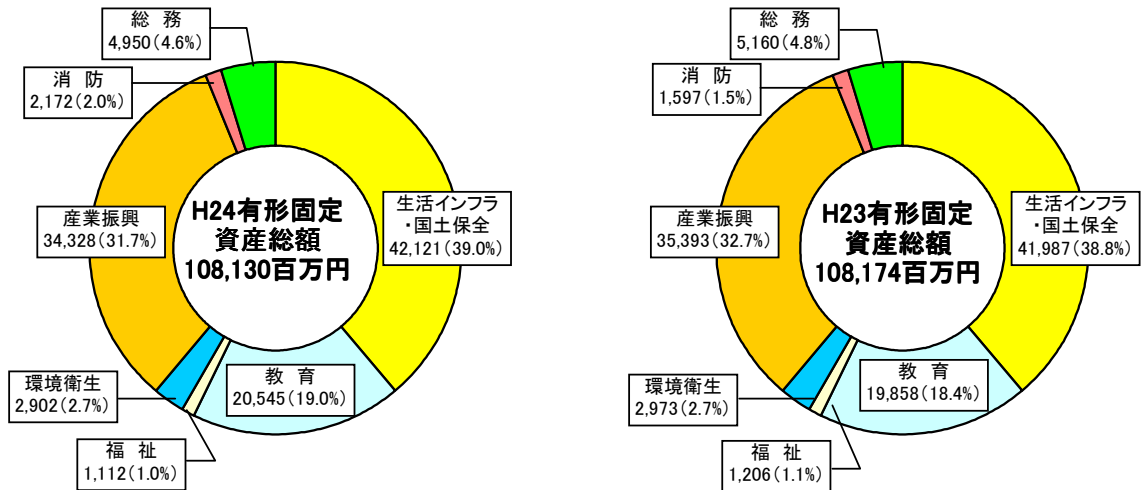 総 務
4,950(4.6%)
消 防
2,172(2.0%)
産業振興
34,328(31.7%)
H24有形固定
資産総額
108,130百万円
生活インフラ
・国土保全
42,121(39.0%)
環境衛生
2,902(2.7%)
教 育
20,545(19.0%)
福 祉
1,112(1.0%)
総 務
5,160(4.8%)
消 防
1,597(1.5%)
産業振興
35,393(32.7%)
H23有形固定
資産総額
108,174百万円
生活インフラ
・国土保全
41,987(38.8%)
環境衛生
2,973(2.7%)
教 育
19,858(18.4%)
福 祉
1,206(1.1%)